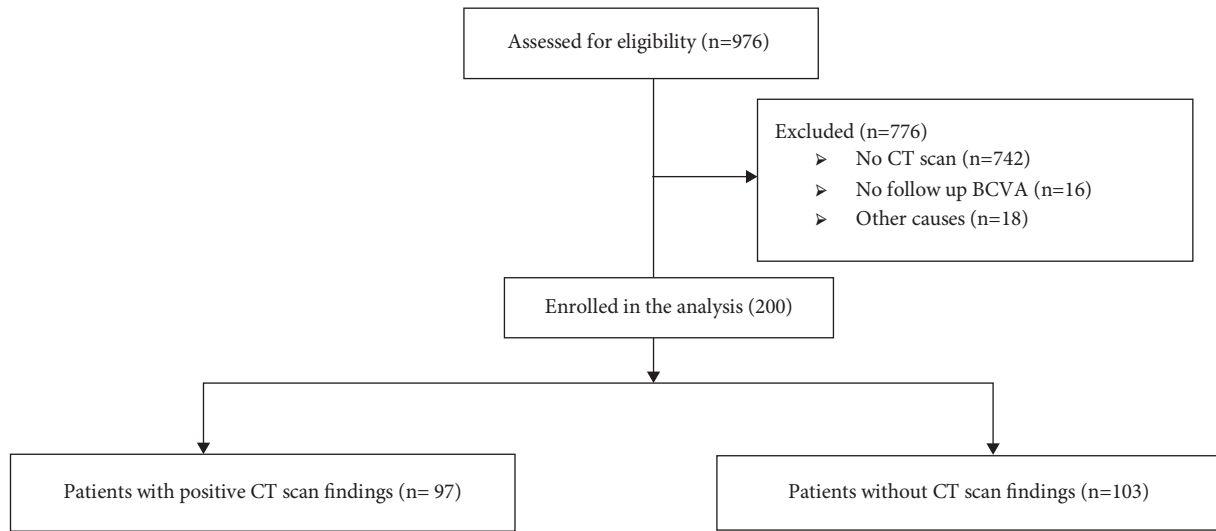 Assessed for eligibility (n=976)
Excluded (n=776)
➢ No CT scan (n=742)
➢ No follow up BCVA (n=16)
➢ Other causes (n=18)
Enrolled in the analysis (200)
Patients with positive CT scan findings (n= 97)
Patients without CT scan findings (n=103)